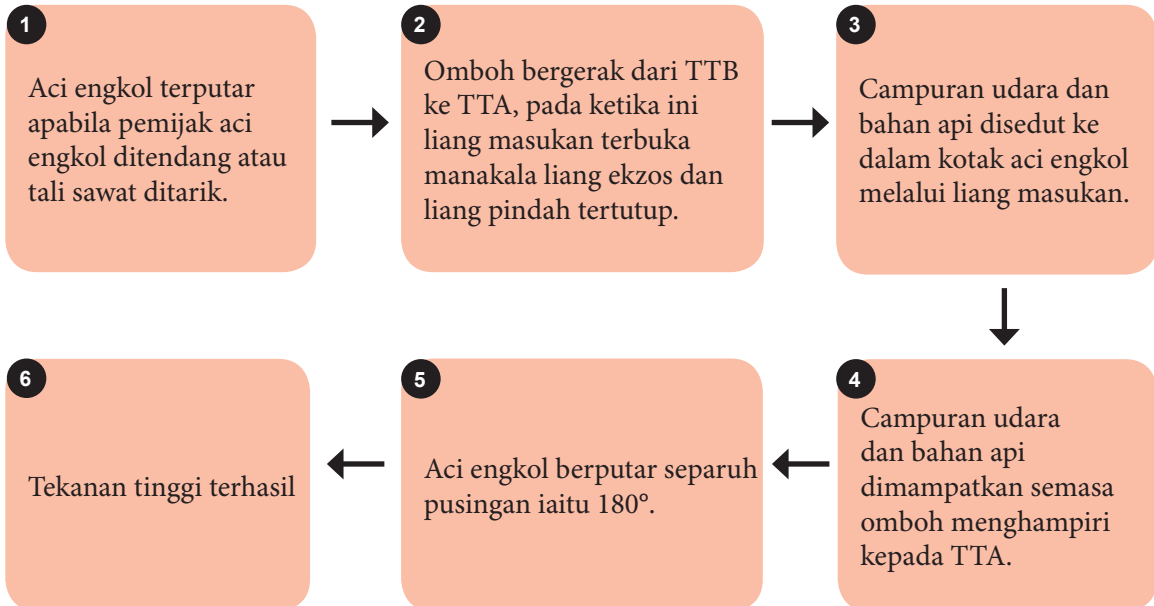 1
Aci engkol terputar
apabila pemijak aci
engkol ditendang atau
tali sawat ditarik.
2
Omboh bergerak dari TTB
ke TTA, pada ketika ini
liang masukan terbuka
manakala liang ekzos dan
liang pindah tertutup.
3
Campuran udara dan
bahan api disedut ke
dalam kotak aci engkol
melalui liang masukan.
4
Campuran udara
dan bahan api
dimampatkan semasa
omboh menghampiri
kepada TTA.
5
Aci engkol berputar separuh
pusingan iaitu 180°.
6
Tekanan tinggi terhasil